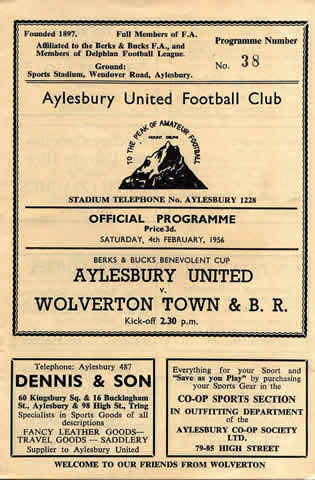 Founded 1897. Full Members of F.A.
Affiliated to the Berks & Bucks F.A., and
Members of Delphian Football League.
Ground:
Sports Stadium, Wendover Road, Aylesbury.
Programme Number
No. 38
Aylesbury United Football Club
TO THE PEAK OF AMATEUR FOOTBALL
MOUNT DELPHI
STADIUM TELEPHONE No. AYLESBURY 1228
OFFICIAL PROGRAMME
Price 3d.
SATURDAY, 4th FEBRUARY, 1956
BERKS & BUCKS BENEVOLENT CUP
AYLESBURY UNITED
v.
WOLVERTON TOWN & B. R.
Kick-off 2.30 p.m.
Telephone: Aylesbury 487
DENNIS & SON
60 Kingsbury Sq. & 16 Buckingham
St., Aylesbury & 98 High St., Tring
Specialists in Sports Goods of all
descriptions
FANCY LEATHER GOODS—
TRAVEL GOODS — SADDLERY
Supplier to Aylesbury United
Everything for your Sport and
"Save as you Play" by purchasing
your Sports Gear in the
CO-OP SPORTS SECTION
IN OUTFITTING DEPARTMENT
of the
AYLESBURY CO-OP SOCIETY
LTD.
79-85 HIGH STREET
WELCOME TO OUR FRIENDS FROM WOLVERTON